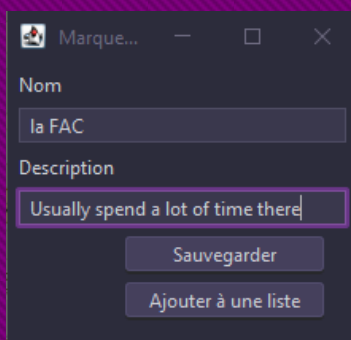 Marque...
Nom
la FAC
Description
Usually spend a lot of time there
Sauvegarder
Ajouter à une liste